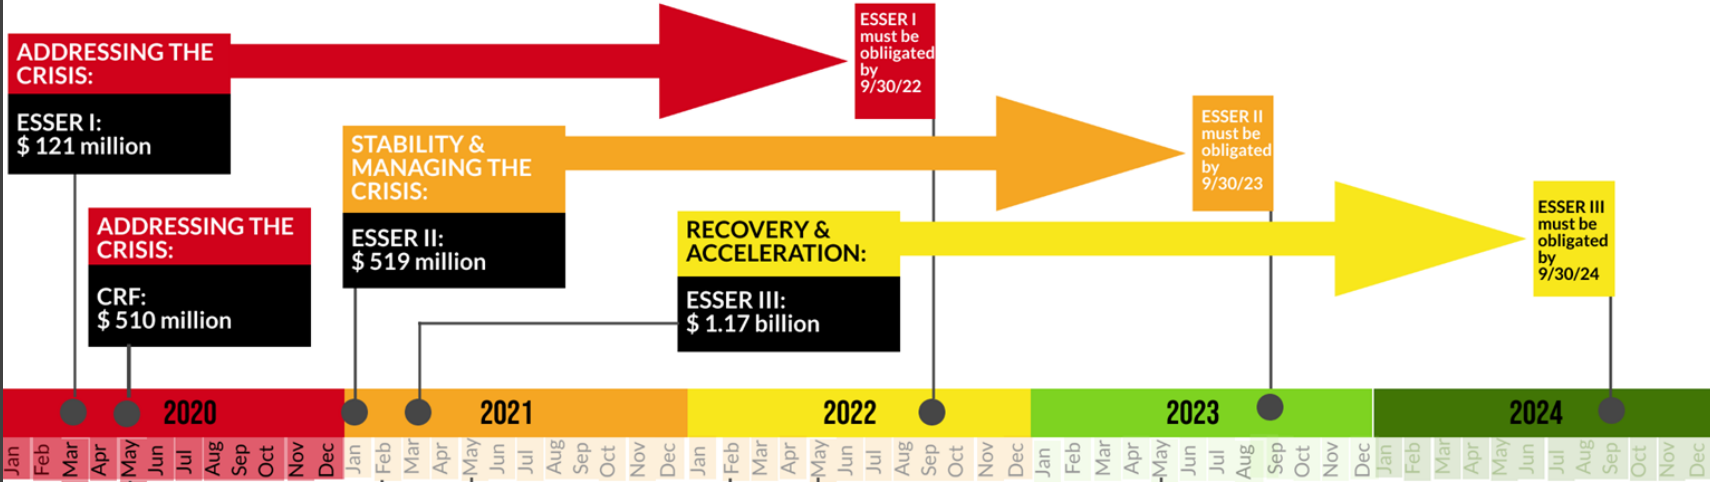 ADDRESSING THE
CRISIS:
ESSER I:
$ 121 million
ADDRESSING THE
CRISIS:
CRF:
$ 510 million
STABILITY &
MANAGING THE
CRISIS:
ESSER II:
$ 519 million
RECOVERY &
ACCELERATION:
ESSER III:
$ 1.17 billion
ESSER I
must be
obliigated
by
9/30/22
ESSER II
must be
obligated
by
9/30/23
ESSER III
must be
obligated
by
9/30/24
2020 2021 2022 2023 2024
Jan Feb Mar Apr May Jun Jul Aug Sep Oct Nov Dec Jan Feb Mar Apr May Jun Jul Aug Sep Oct Nov Dec Jan Feb Mar Apr May Jun Jul Aug Sep Oct Nov Dec Jan Feb Mar Apr May Jun Jul Aug Sep Oct Nov Dec Jan Feb Mar Apr May Jun Jul Aug Sep Oct Nov Dec